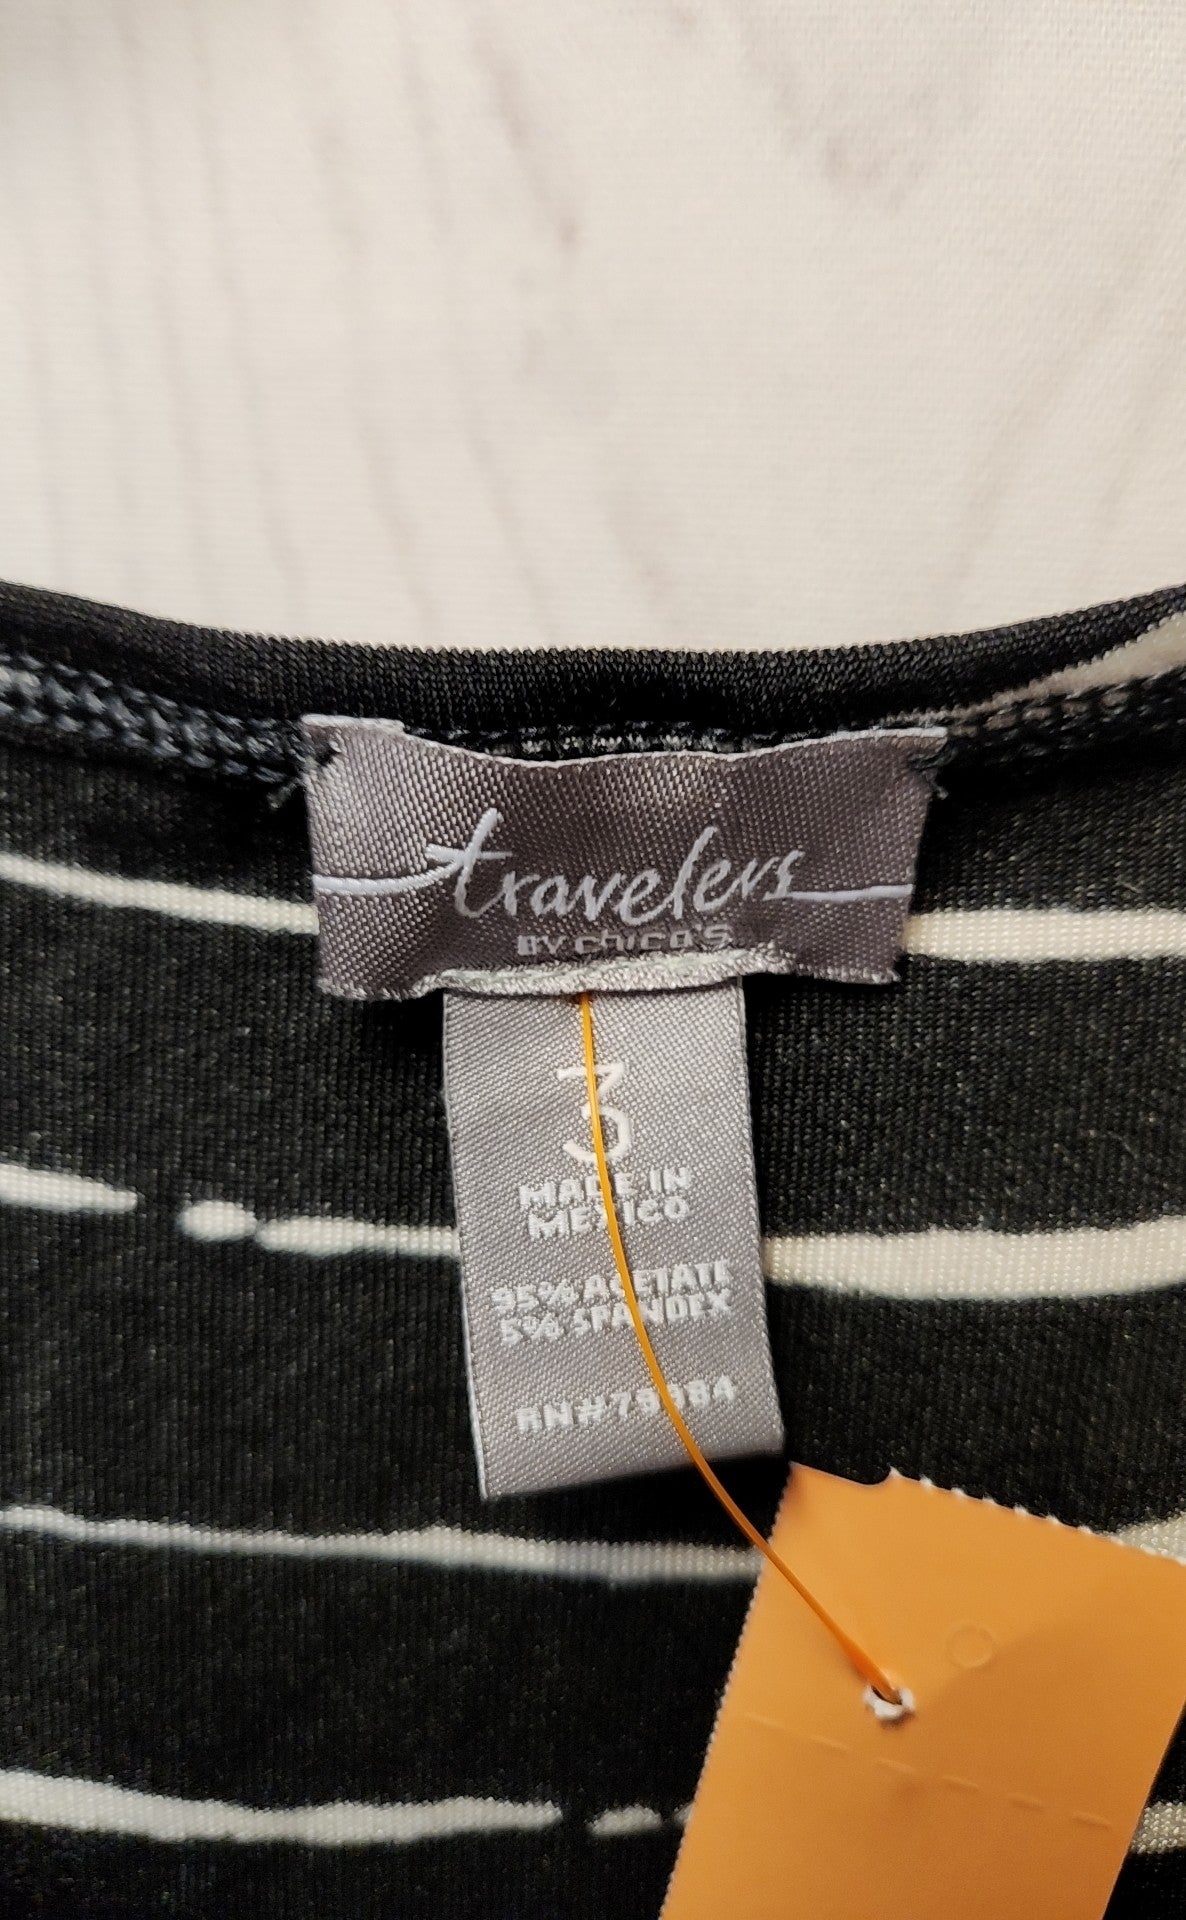 travelers
BY chico's
3
MADE IN
MEXICO
95% ACETATE
5% SPANDEX